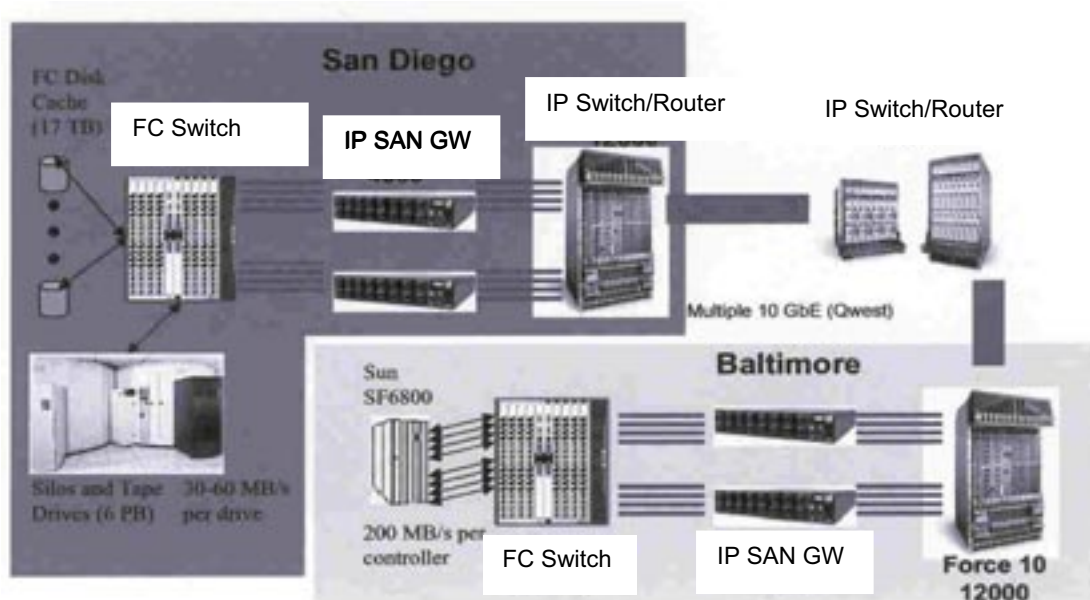 San Diego
FC Disk
Cache
(17 TB)
FC Switch
IP SAN GW
IP Switch/Router
IP Switch/Router
Multiple 10 GbE (Qwest)
Silos and Tape
Drives (6 PB)
30-60 MB/s
per drive
Baltimore
Sun
SF6800
200 MB/s per
controller
FC Switch
IP SAN GW
Force 10
12000